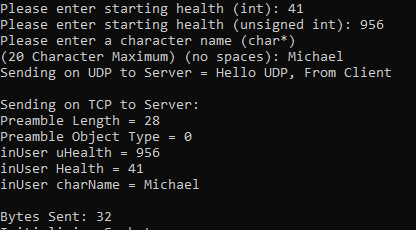 Please enter starting health (int): 41
Please enter starting health (unsigned int): 956
Please enter a character name (char*)
(20 Character Maximum) (no spaces): Michael
Sending on UDP to Server = Hello UDP, From Client
Sending on TCP to Server:
Preamble Length = 28
Preamble Object Type = 0
inUser uHealth = 956
inUser Health = 41
inUser charName = Michael
Bytes Sent: 32